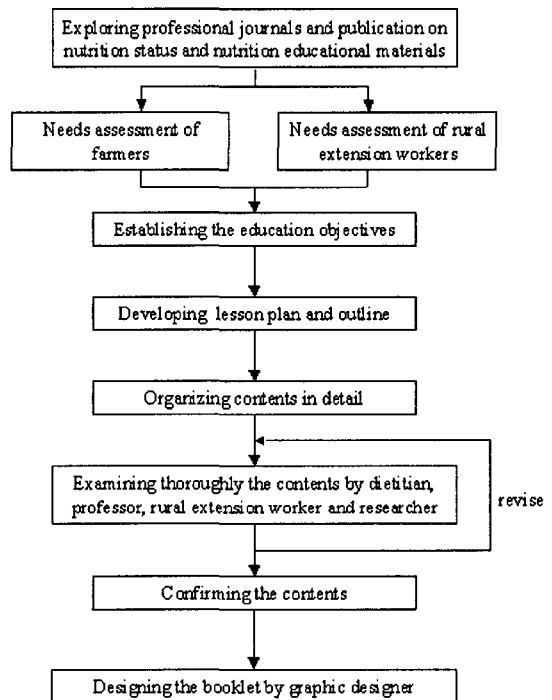 Exploring professional journals and publication on
nutrition status and nutrition educational materials
Needs assessment of
farmers
Needs assessment of rural
extension workers
Establishing the education objectives
Developing lesson plan and outline
Organizing contents in detail
Examining thoroughly the contents by dietitian,
professor, rural extension worker and researcher
revise
Confirming the contents
Designing the booklet by graphic designer